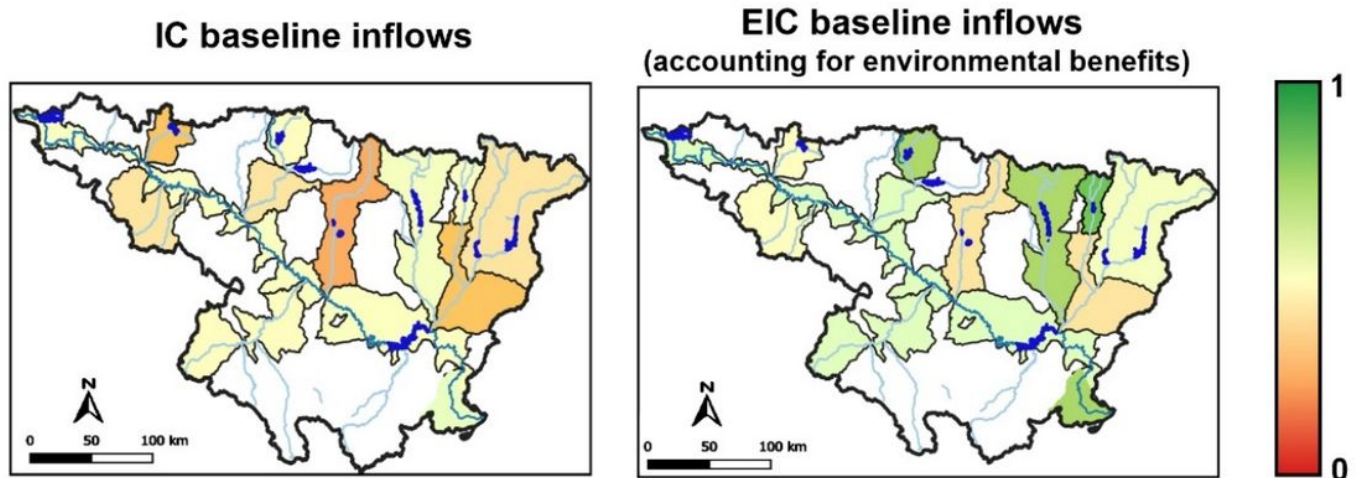 IC baseline inflows
EIC baseline inflows
(accounting for environmental benefits)
1
N
0 50 100 km
N
0 50 100 km
0